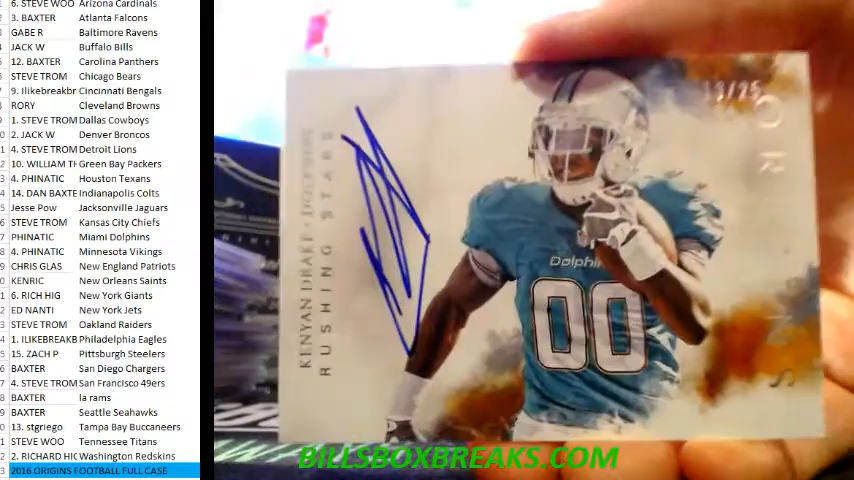 6. STEVE WOO Arizona Cardinals
3. BAXTER Atlanta Falcons
GABE R Baltimore Ravens
JACK W Buffalo Bills
12. BAXTER Carolina Panthers
STEVE TROM Chicago Bears
9. Ilikebreakbr Cincinnati Bengals
RORY Cleveland Browns
1. STEVE TROM Dallas Cowboys
2. JACK W Denver Broncos
4. STEVE TROM Detroit Lions
10. WILLIAM TH Green Bay Packers
4. PHINATIC Houston Texans
14. DAN BAXTE Indianapolis Colts
Jesse Pow Jacksonville Jaguars
STEVE TROM Kansas City Chiefs
PHINATIC Miami Dolphins
4. PHINATIC Minnesota Vikings
CHRIS GLAS New England Patriots
KENRIC New Orleans Saints
6. RICH HIG New York Giants
ED NANTI New York Jets
STEVE TROM Oakland Raiders
1. ILIKEBREAKB Philadelphia Eagles
15. ZACH P Pittsburgh Steelers
BAXTER San Diego Chargers
4. STEVE TROM San Francisco 49ers
BAXTER la rams
BAXTER Seattle Seahawks
13. stgriego Tampa Bay Buccaneers
STEVE WOO Tennessee Titans
2. RICHARD HIC Washington Redskins
2016 ORIGINS FOOTBALL FULL CASE
KENYAN DRAKE • DOLPHINS
RUSHING STARS
13/25
Dolphin
00
BILLSBOXBREAKS.COM